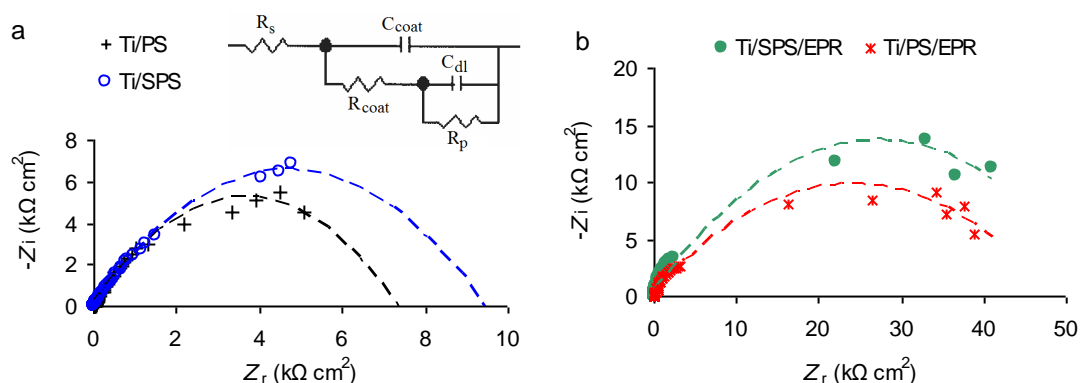 a
Ti/PS
Ti/SPS
R_s
C_coat
C_dl
R_coat
R_p
8
6
4
2
0
-Zi (kΩ cm²)
0
2
4
6
8
10
Z_r (kΩ cm²)
b
Ti/SPS/EPR
Ti/PS/EPR
20
15
10
5
0
-Zi (kΩ cm²)
0
10
20
30
40
50
Z_r (kΩ cm²)